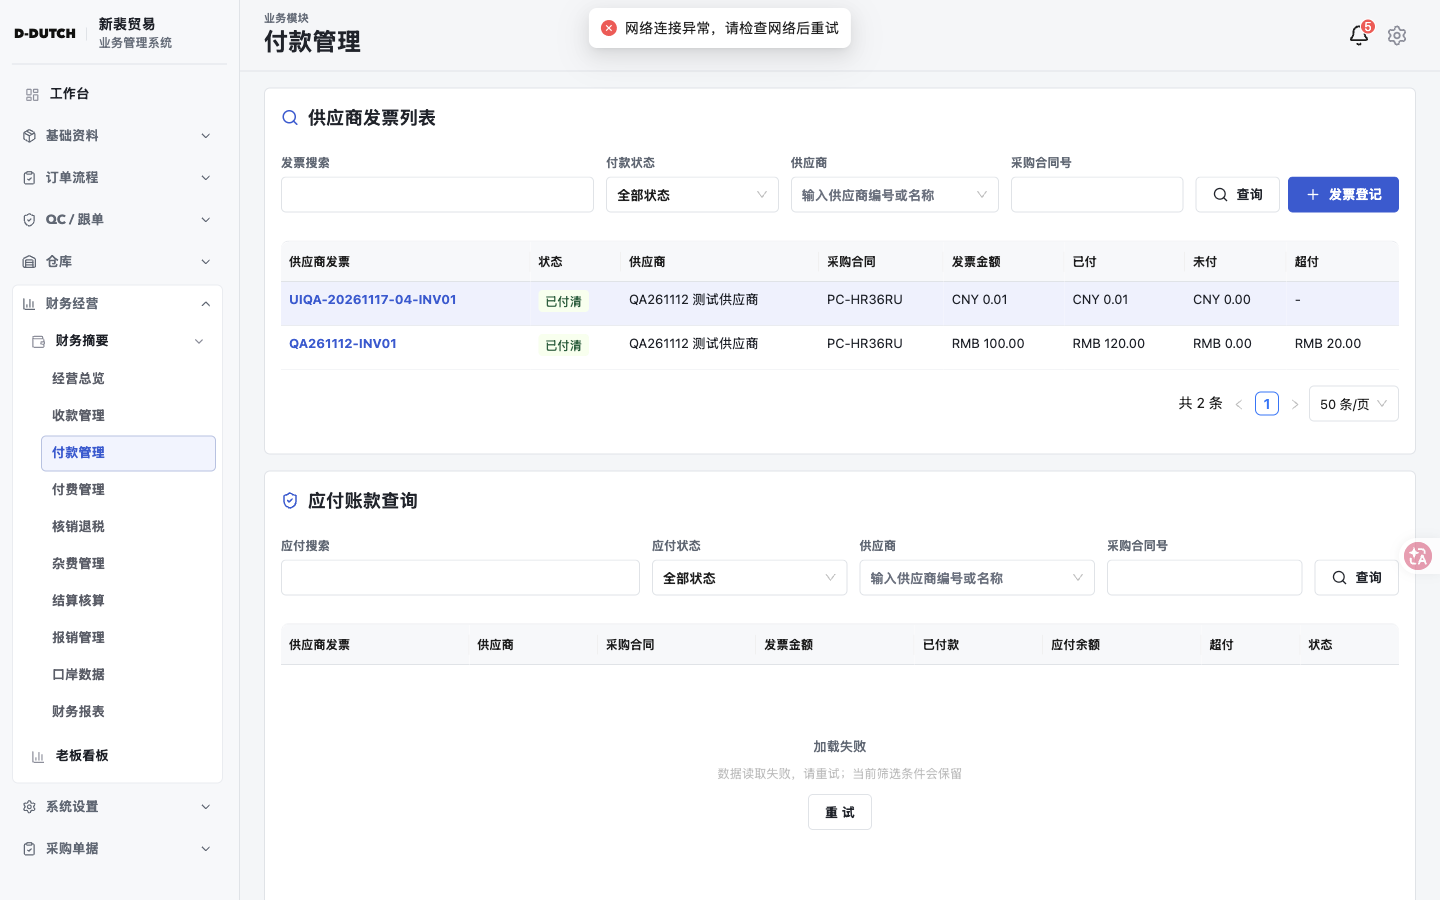 D-DUTCH
新裴贸易
业务管理系统
工作台
基础资料
订单流程
QC / 跟单
仓库
财务经营
财务摘要
经营总览
收款管理
付款管理
付费管理
核销退税
杂费管理
结算核算
报销管理
口岸数据
财务报表
老板看板
系统设置
采购单据
业务模块
付款管理
网络连接异常，请检查网络后重试
5
供应商发票列表
发票搜索 付款状态 供应商 采购合同号
全部状态 输入供应商编号或名称 查询 发票登记
供应商发票 状态 供应商 采购合同 发票金额 已付 未付 超付
UIQA-20261117-04-INV01 已付清 QA261112 测试供应商 PC-HR36RU CNY 0.01 CNY 0.01 CNY 0.00 -
QA261112-INV01 已付清 QA261112 测试供应商 PC-HR36RU RMB 100.00 RMB 120.00 RMB 0.00 RMB 20.00
共 2 条 1 50 条/页
应付账款查询
应付搜索 应付状态 供应商 采购合同号
全部状态 输入供应商编号或名称 查询
供应商发票 供应商 采购合同 发票金额 已付款 应付余额 超付 状态
加载失败
数据读取失败，请重试；当前筛选条件会保留
重 试